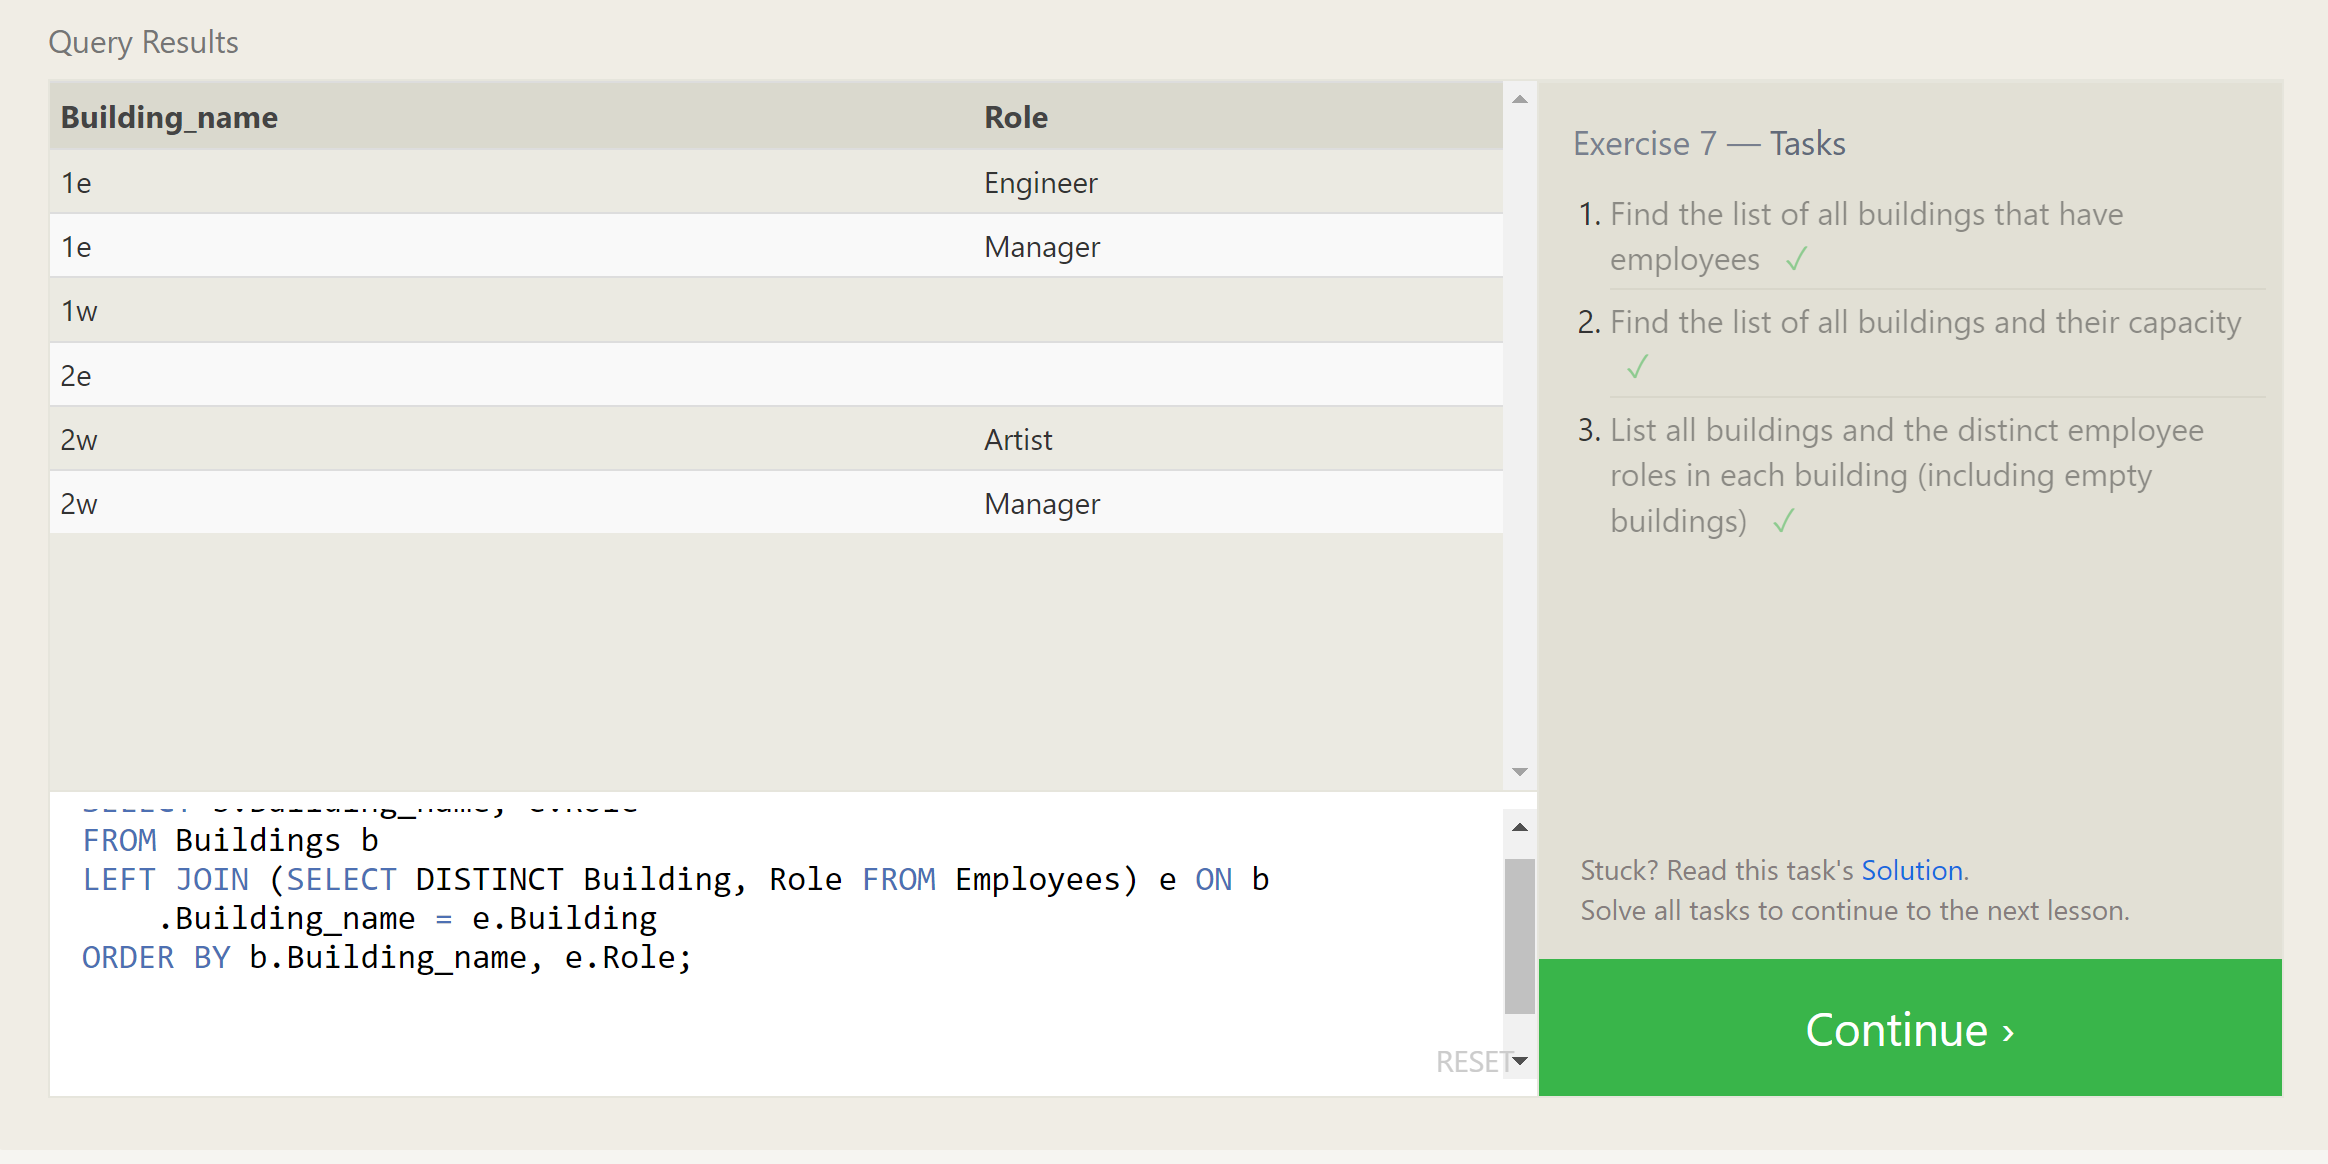 Query Results
Building_name Role
1e Engineer
1e Manager
1w
2e
2w Artist
2w Manager
SELECT b.Building_name, e.Role
FROM Buildings b
LEFT JOIN (SELECT DISTINCT Building, Role FROM Employees) e ON b
.Building_name = e.Building
ORDER BY b.Building_name, e.Role;
RESET
Exercise 7 — Tasks
1. Find the list of all buildings that have
employees ✓
2. Find the list of all buildings and their capacity
✓
3. List all buildings and the distinct employee
roles in each building (including empty
buildings) ✓
Stuck? Read this task's Solution.
Solve all tasks to continue to the next lesson.
Continue ›